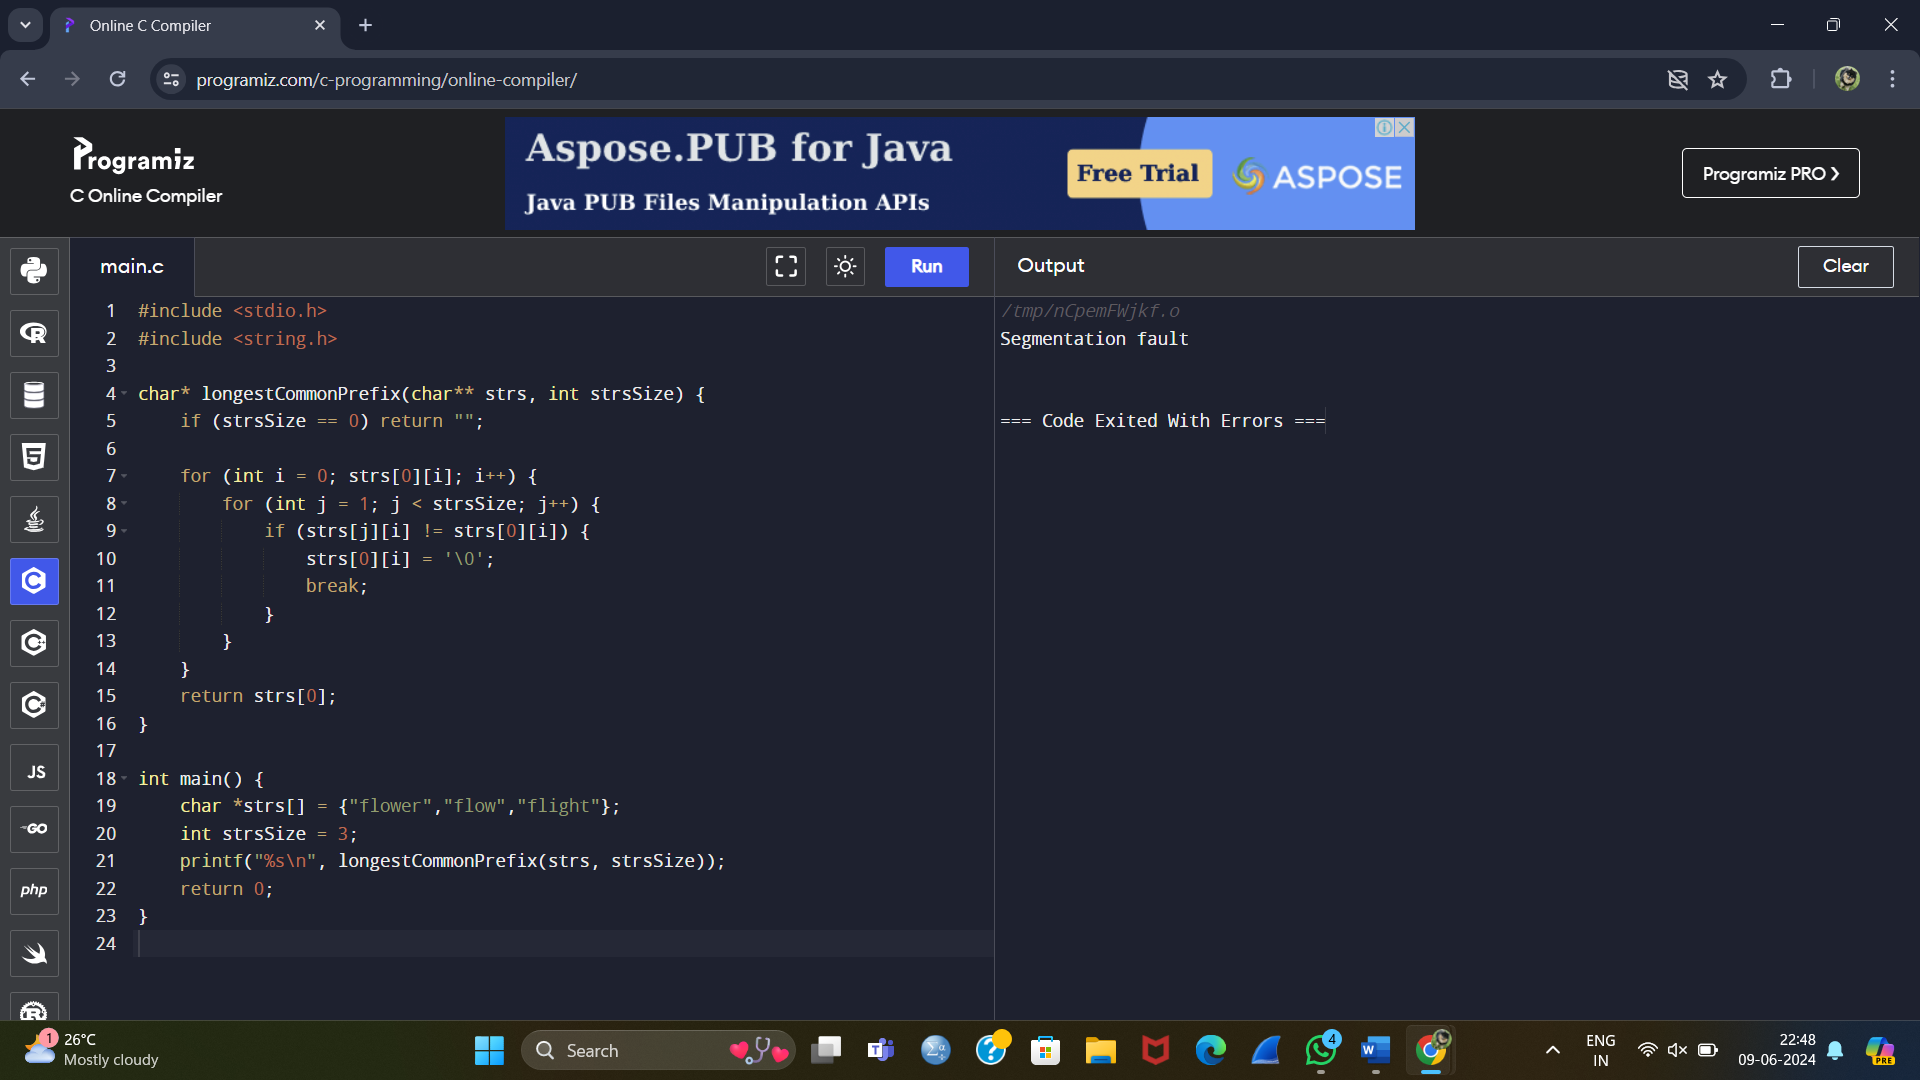 Online C Compiler
programiz.com/c-programming/online-compiler/
Programiz
C Online Compiler
Aspose.PUB for Java
Java PUB Files Manipulation APIs
Free Trial
ASPOSE
Programiz PRO ❯
main.c
Run
Output
Clear
1 #include <stdio.h>
2 #include <string.h>
3
4 char* longestCommonPrefix(char** strs, int strsSize) {
5     if (strsSize == 0) return "";
6
7     for (int i = 0; strs[0][i]; i++) {
8         for (int j = 1; j < strsSize; j++) {
9             if (strs[j][i] != strs[0][i]) {
10                 strs[0][i] = '\0';
11                 break;
12             }
13         }
14     }
15     return strs[0];
16 }
17
18 int main() {
19     char *strs[] = {"flower","flow","flight"};
20     int strsSize = 3;
21     printf("%s\n", longestCommonPrefix(strs, strsSize));
22     return 0;
23 }
24
/tmp/nCpemFWjkf.o
Segmentation fault
=== Code Exited With Errors ===
R
5
C
C
C
JS
GO
php
R
1
26°C
Mostly cloudy
Search
4
W
ENG
IN
22:48
09-06-2024
PRE